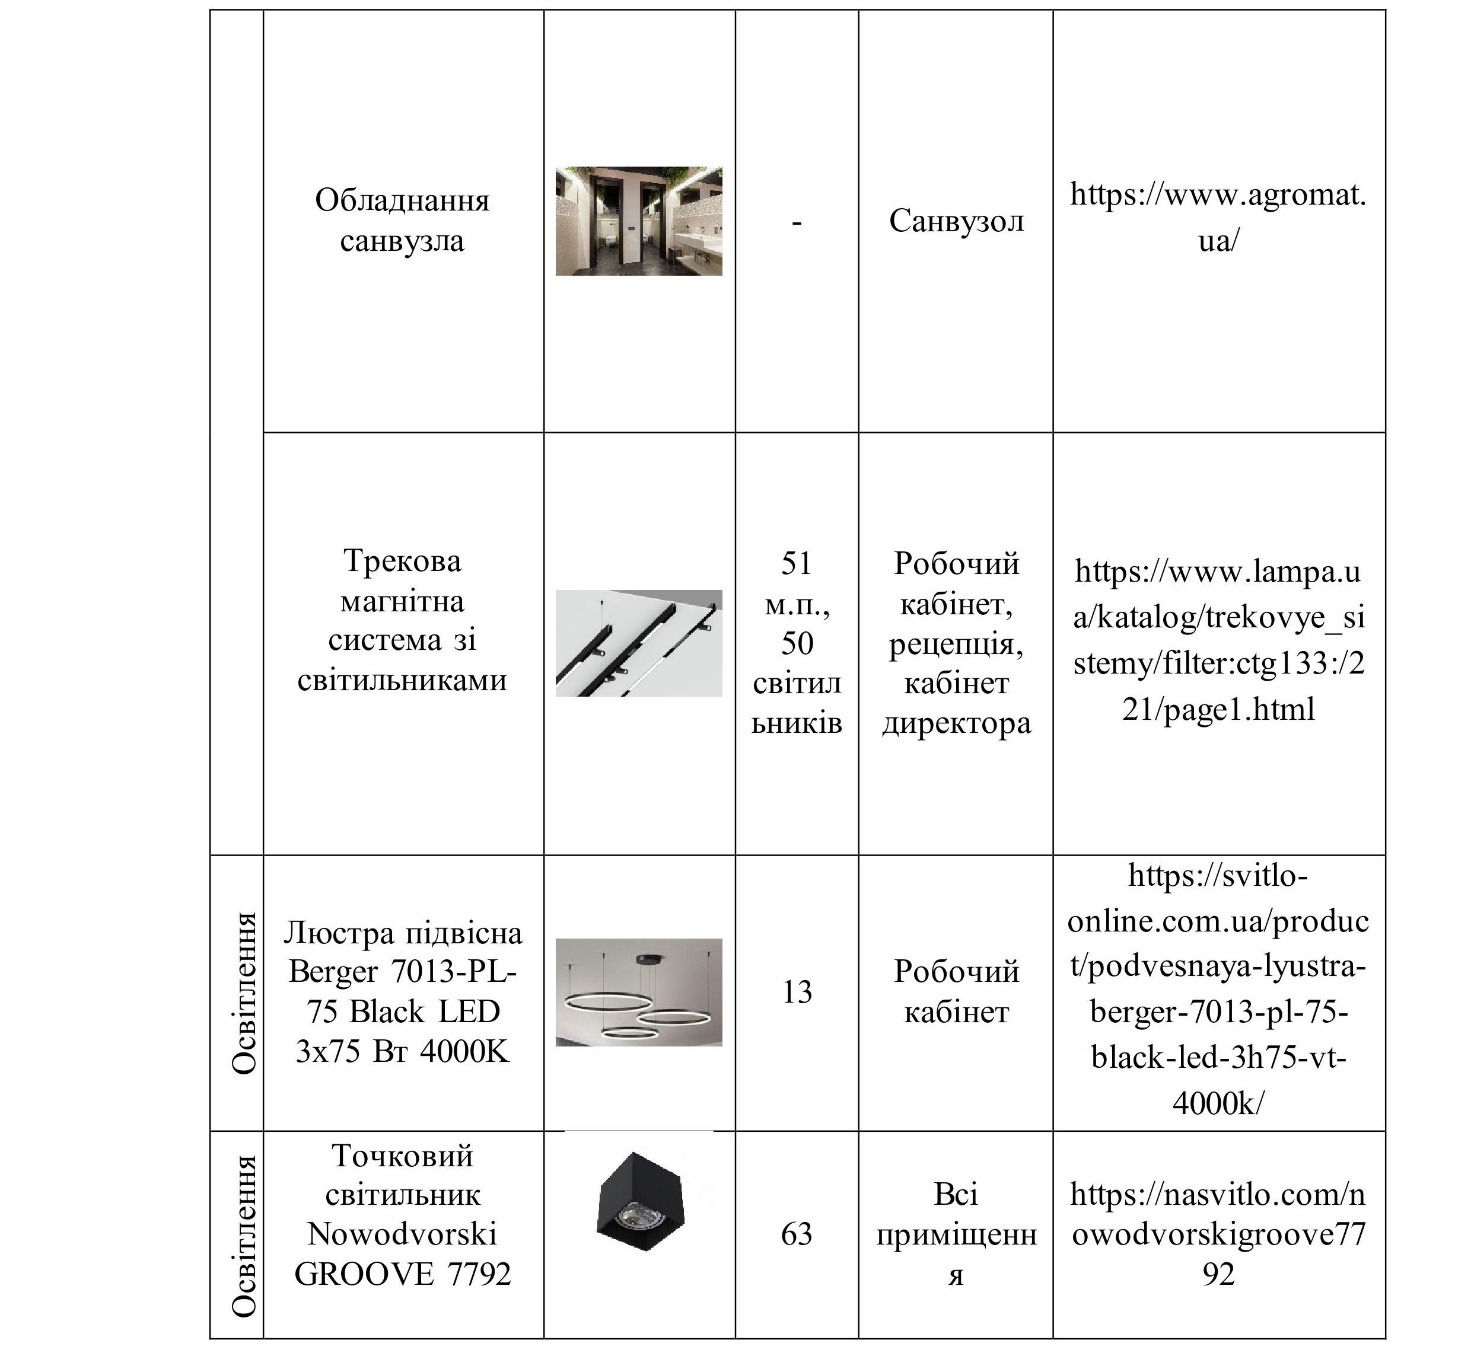 Обладнання
санвузла
-
Санвузол
https://www.agromat.
ua/
Трекова
магнітна
система зі
світильниками
51
м.п.,
50
світил
ьників
Робочий
кабінет,
рецепція,
кабінет
директора
https://www.lampa.u
a/katalog/trekovye_si
stemy/filter:ctg133:/2
21/page1.html
Освітлення
Люстра підвісна
Berger 7013-PL-
75 Black LED
3x75 Вт 4000K
13
Робочий
кабінет
https://svitlo-
online.com.ua/produc
t/podvesnaya-lyustra-
berger-7013-pl-75-
black-led-3h75-vt-
4000k/
Освітлення
Точковий
світильник
Nowodvorski
GROOVE 7792
63
Всі
приміщенн
я
https://nasvitlo.com/n
owodvorskigroove77
92